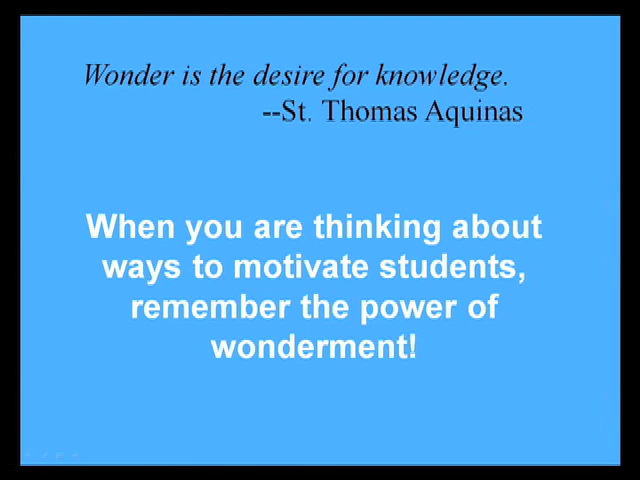 Wonder is the desire for knowledge.
--St. Thomas Aquinas
When you are thinking about
ways to motivate students,
remember the power of
wonderment!